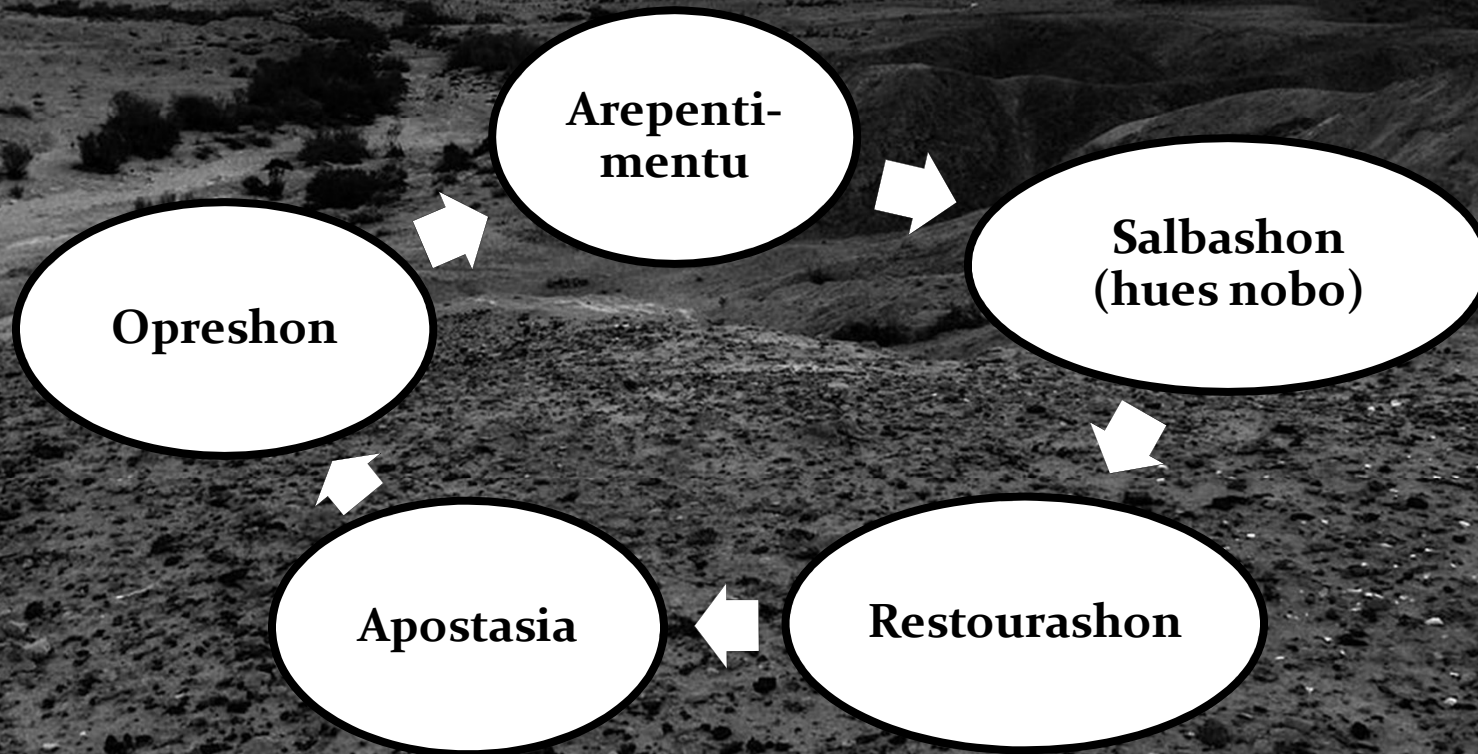 Arepenti-
mentu
Salbashon
(hues nobo)
Opreshon
Restourashon
Apostasia